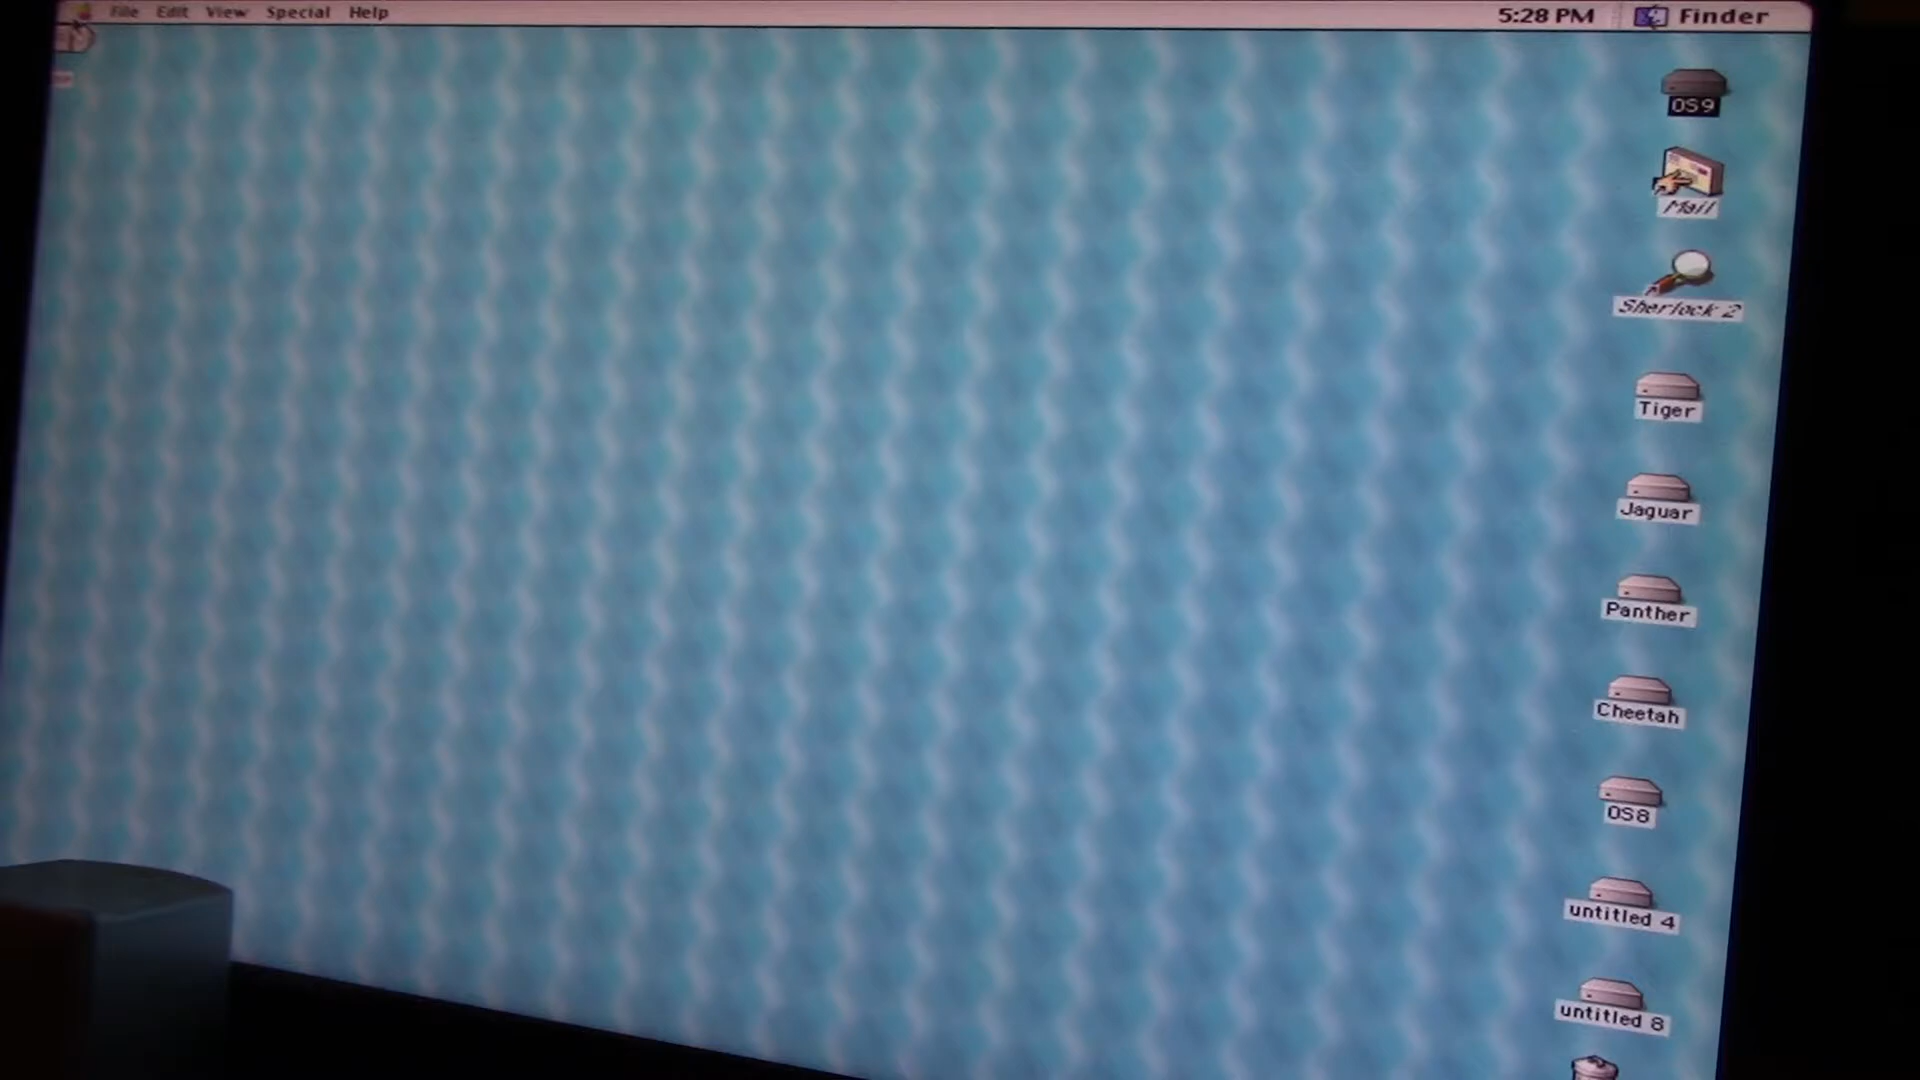 File Edit View Special Help
5:28 PM Finder
OS9
Mail
Sherlock 2
Tiger
Jaguar
Panther
Cheetah
OS8
untitled 4
untitled 8